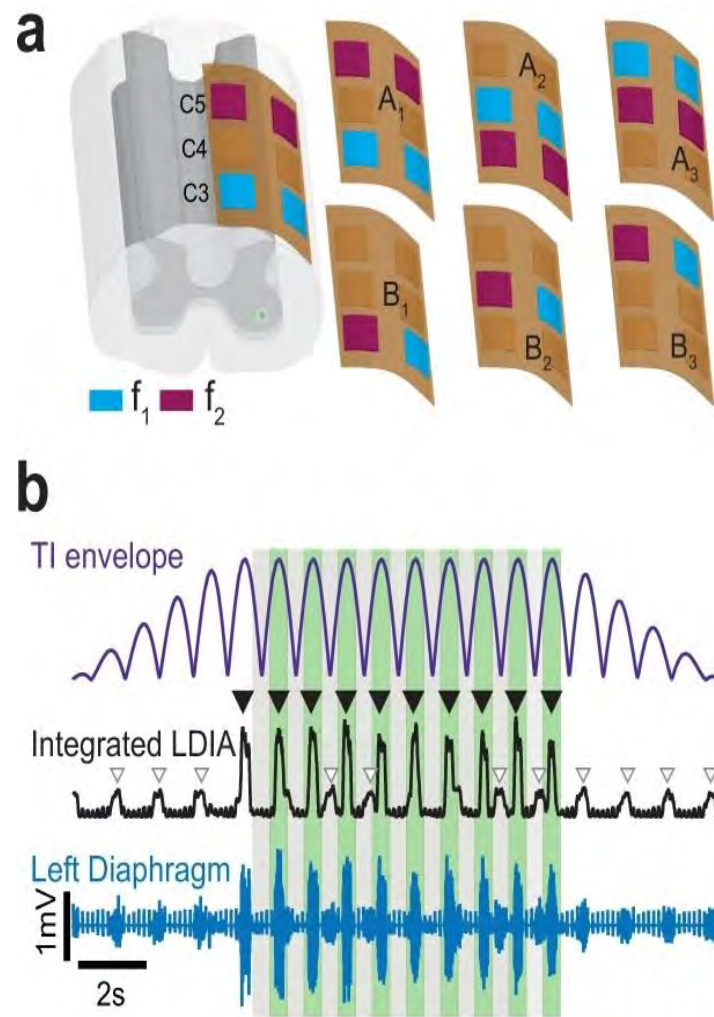 a
C5
C4
C3
A1
A2
A3
B1
B2
B3
f1 f2
b
TI envelope
Integrated LDIA
Left Diaphragm
1mV
2s